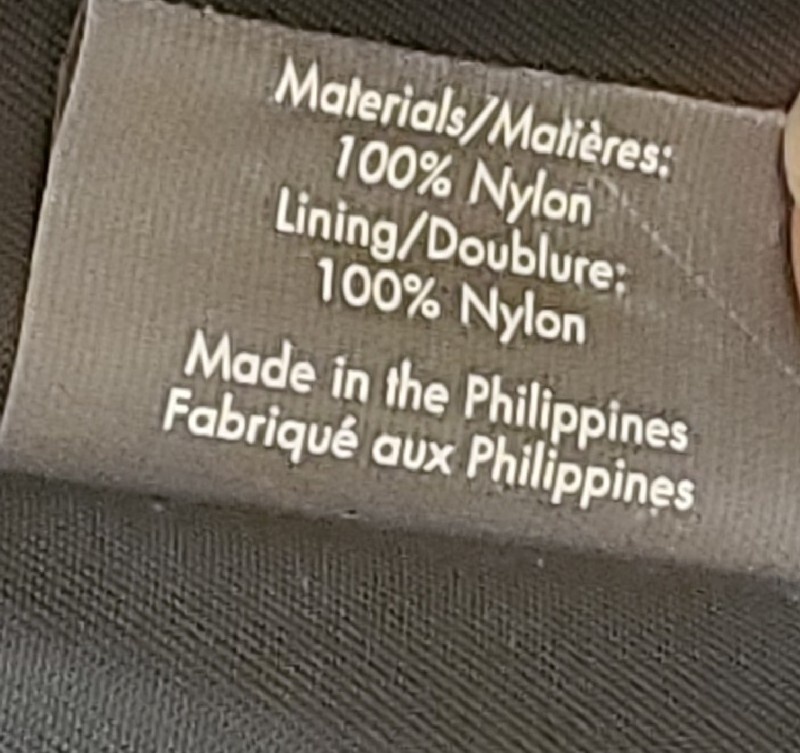 Materials/Matières:
100% Nylon
Lining/Doublure:
100% Nylon
Made in the Philippines
Fabriqué aux Philippines